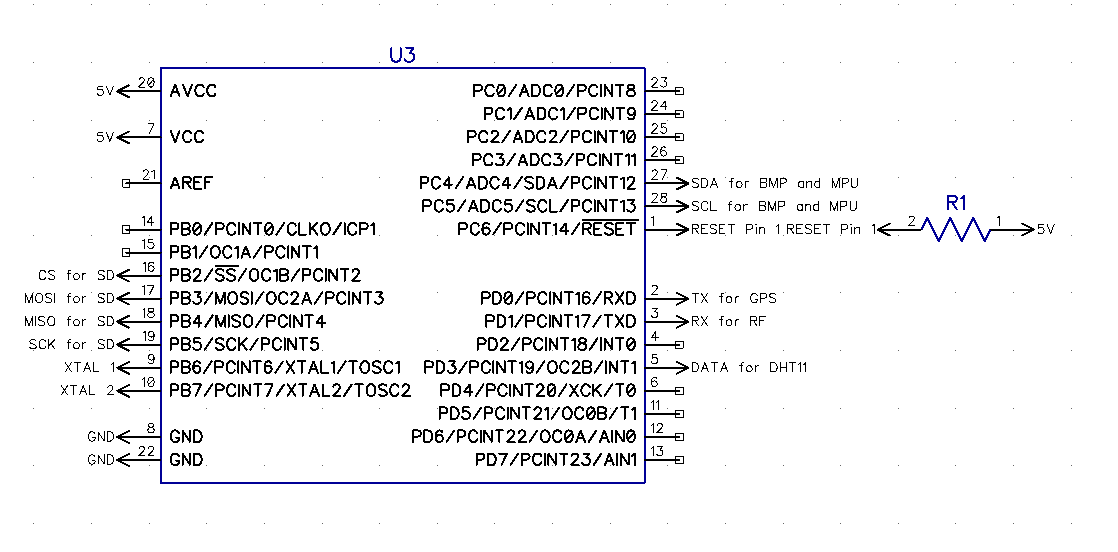 U3
5V 20 AVCC PC0/ADC0/PCINT8 23
PC1/ADC1/PCINT9 24
5V 7 VCC PC2/ADC2/PCINT10 25
PC3/ADC3/PCINT11 26
21 AREF PC4/ADC4/SDA/PCINT12 27 SDA for BMP and MPU
PC5/ADC5/SCL/PCINT13 28 SCL for BMP and MPU
R1
14 PB0/PCINT0/CLKO/ICP1 PC6/PCINT14/RESET 1 RESET Pin 1 RESET Pin 1 2 1 5V
15 PB1/OC1A/PCINT1
CS for SD 16 PB2/SS/OC1B/PCINT2
MOSI for SD 17 PB3/MOSI/OC2A/PCINT3 PD0/PCINT16/RXD 2 TX for GPS
MISO for SD 18 PB4/MISO/PCINT4 PD1/PCINT17/TXD 3 RX for RF
SCK for SD 19 PB5/SCK/PCINT5 PD2/PCINT18/INT0 4
XTAL 1 9 PB6/PCINT6/XTAL1/TOSC1 PD3/PCINT19/OC2B/INT1 5 DATA for DHT11
XTAL 2 10 PB7/PCINT7/XTAL2/TOSC2 PD4/PCINT20/XCK/T0 6
PD5/PCINT21/OC0B/T1 11
GND 8 GND PD6/PCINT22/OC0A/AIN0 12
GND 22 GND PD7/PCINT23/AIN1 13